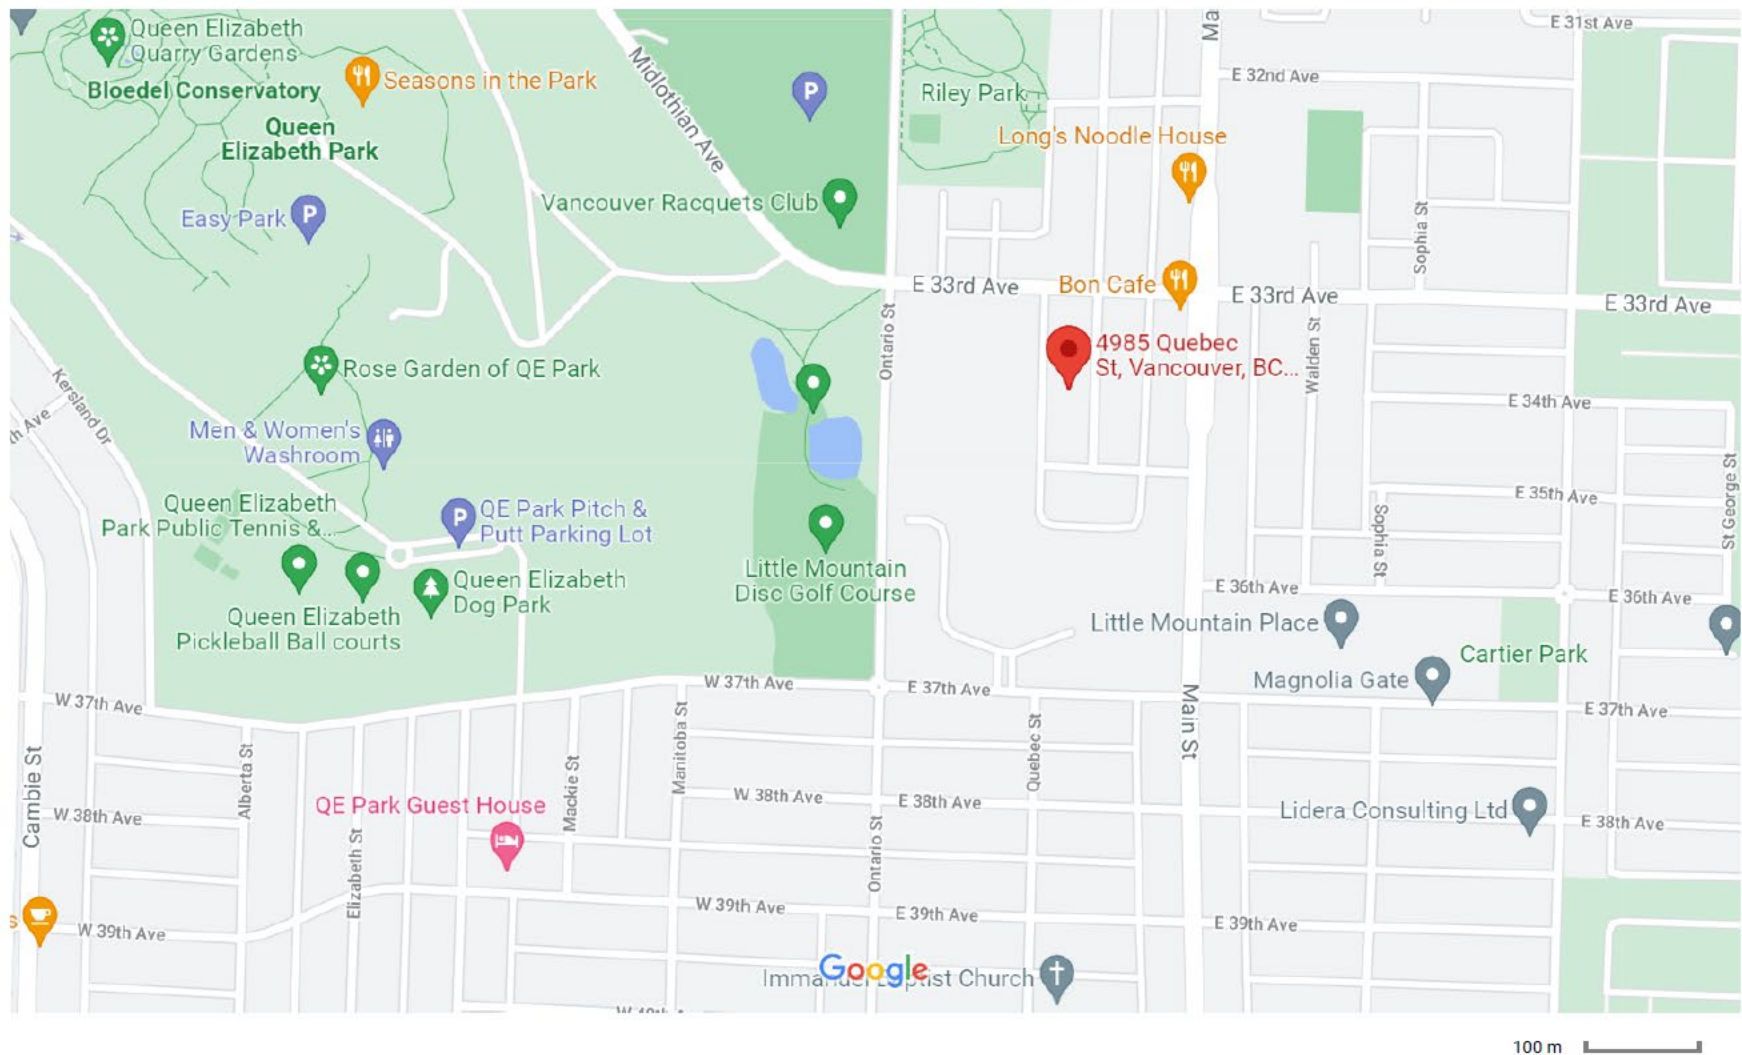 Queen Elizabeth
Quarry Gardens
Bloedel Conservatory
Seasons in the Park
Queen
Elizabeth Park
Easy Park
P
Midlothian Ave
P
Vancouver Racquets Club
Riley Park
Long's Noodle House
Ma
E 31st Ave
E 32nd Ave
Sophia St
E 33rd Ave
Bon Cafe
E 33rd Ave
E 33rd Ave
4985 Quebec
St, Vancouver, BC...
Ontario St
Walden St
E 34th Ave
Kersland Dr
th Ave
Rose Garden of QE Park
Men & Women's
Washroom
Queen Elizabeth
Park Public Tennis &...
P
QE Park Pitch &
Putt Parking Lot
Queen Elizabeth
Pickleball Ball courts
Queen Elizabeth
Dog Park
Little Mountain
Disc Golf Course
E 35th Ave
Sophia St
St George St
E 36th Ave
E 36th Ave
Little Mountain Place
Cartier Park
Magnolia Gate
W 37th Ave
W 37th Ave
E 37th Ave
E 37th Ave
Main St
Cambie St
Alberta St
Elizabeth St
Mackie St
Manitoba St
Quebec St
QE Park Guest House
W 38th Ave
W 38th Ave
E 38th Ave
Lidera Consulting Ltd
E 38th Ave
Ontario St
s
W 39th Ave
W 39th Ave
E 39th Ave
E 39th Ave
Google
Church
100 m